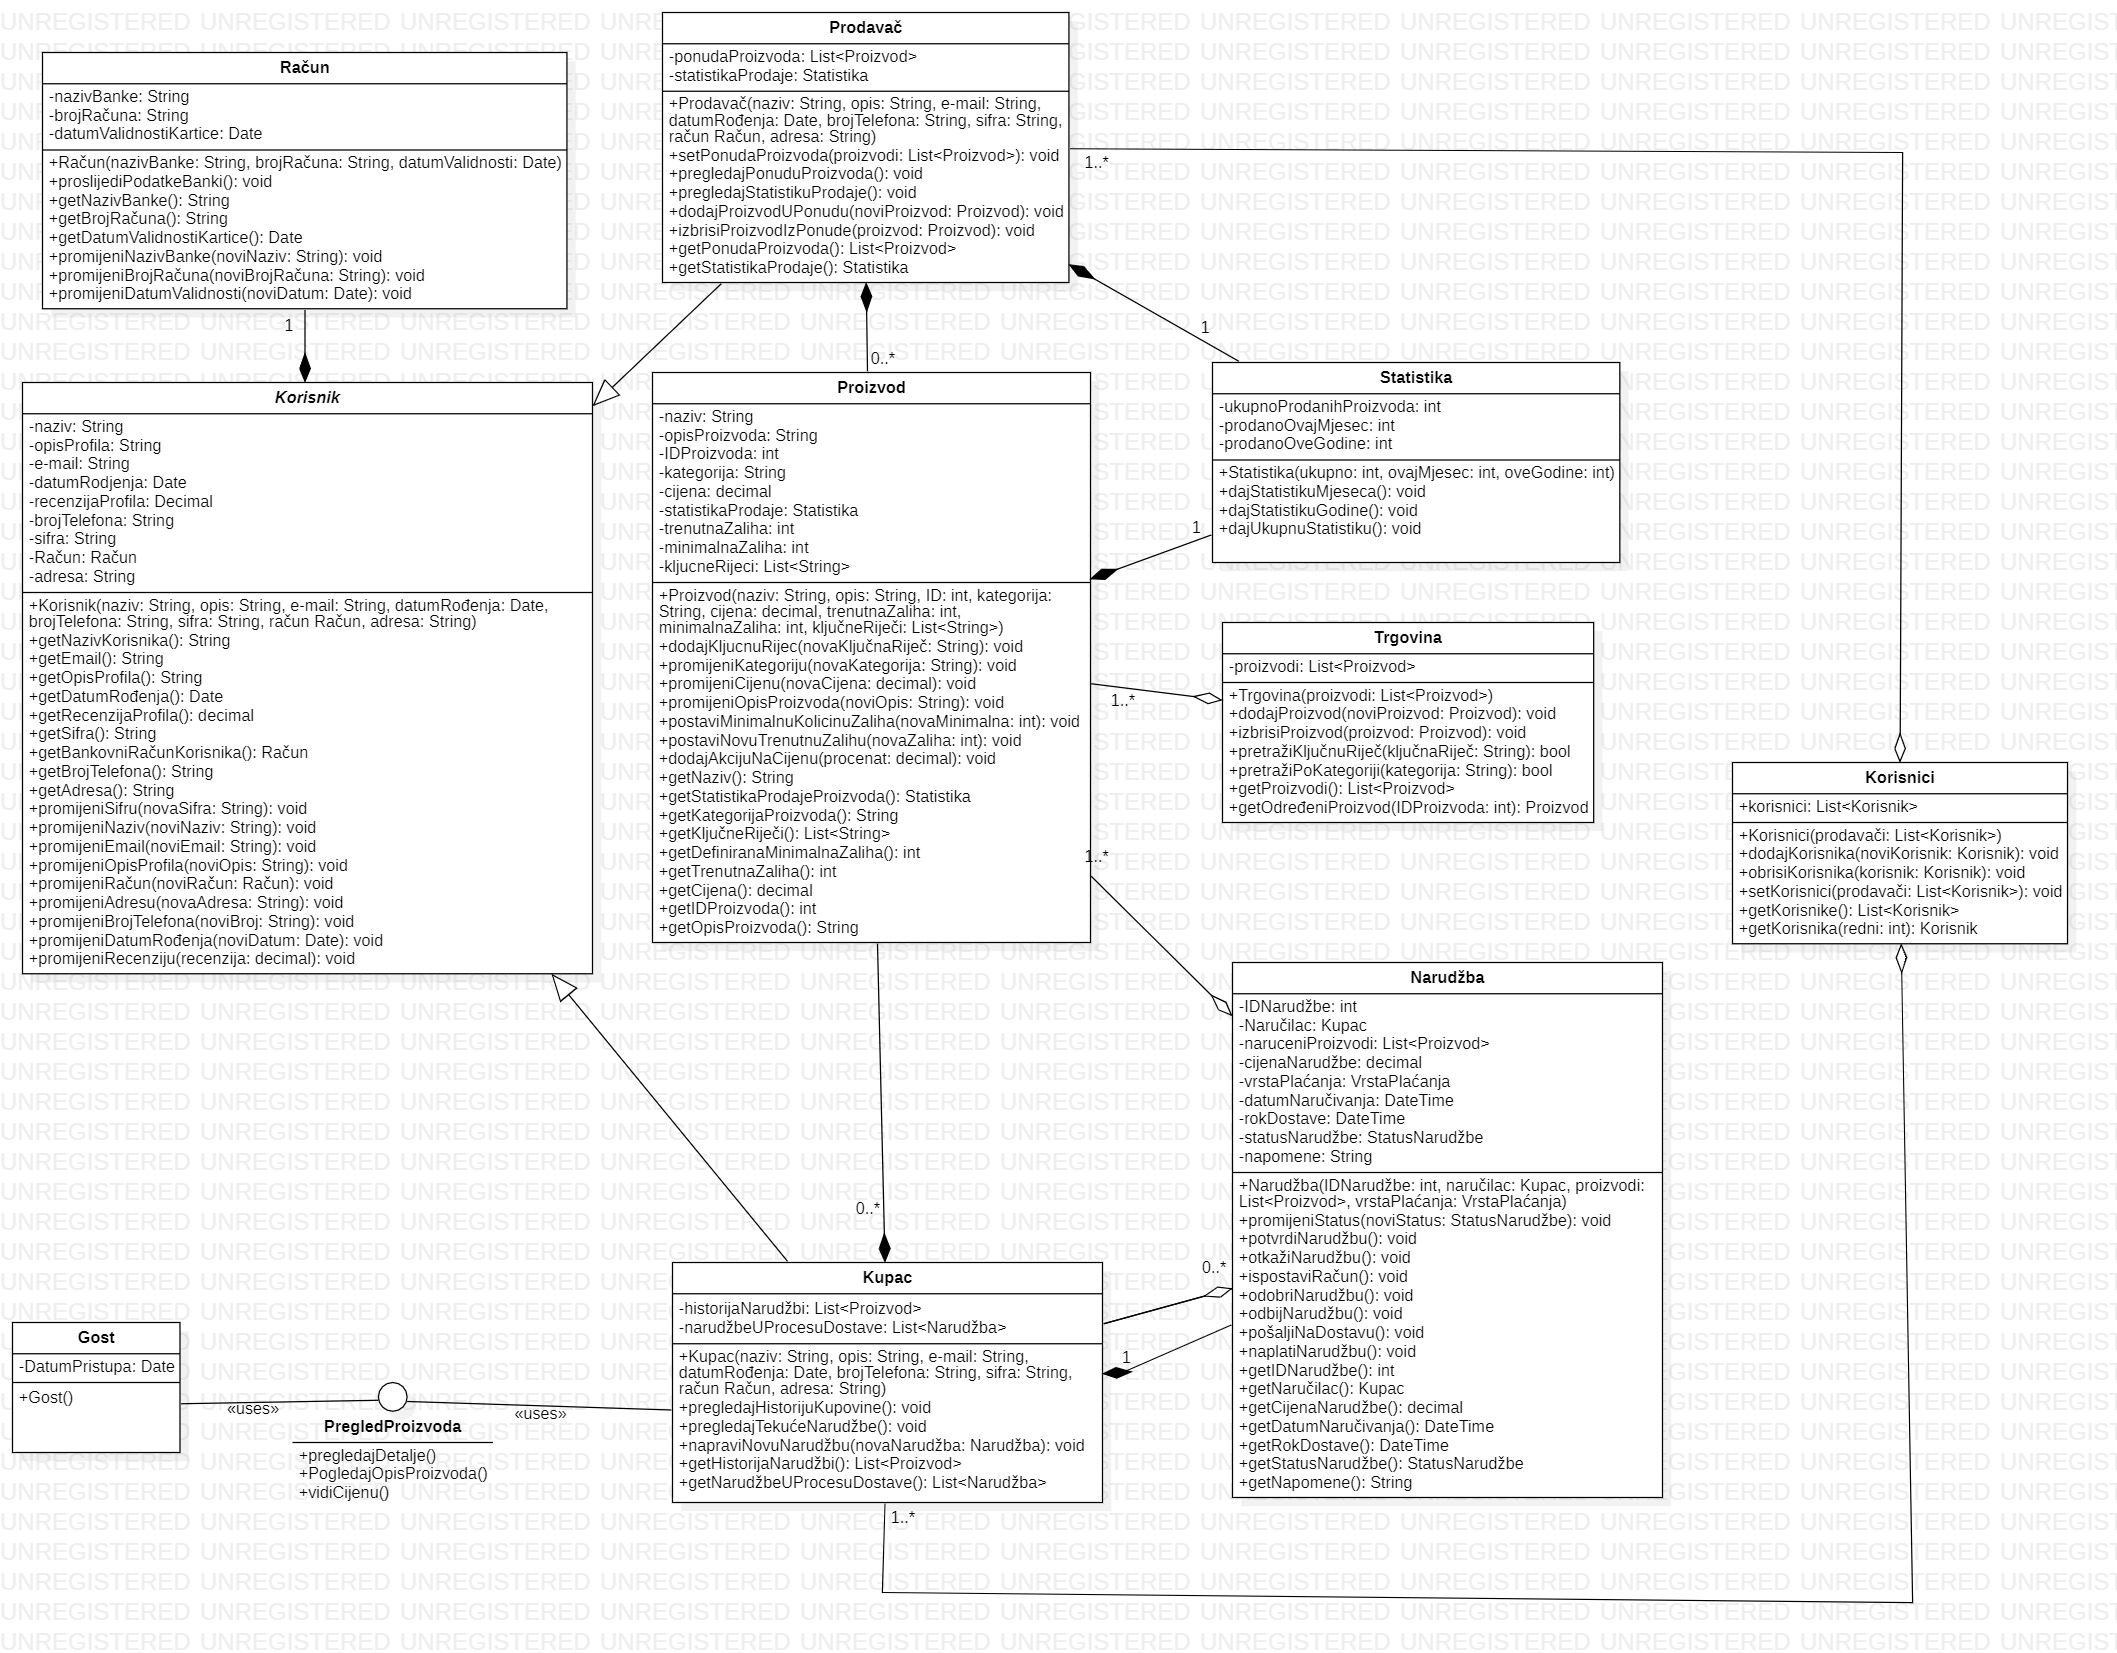 Račun
-nazivBanke: String
-brojRačuna: String
-datumValidnostiKartice: Date
+Račun(nazivBanke: String, brojRačuna: String, datumValidnosti: Date)
+proslijediPodatkeBanki(): void
+getNazivBanke(): String
+getBrojRačuna(): String
+getDatumValidnostiKartice(): Date
+promijeniNazivBanke(noviNaziv: String): void
+promijeniBrojRačuna(noviBrojRačuna: String): void
+promijeniDatumValidnosti(noviDatum: Date): void
1
Prodavač
-ponudaProizvoda: List<Proizvod>
-statistikaProdaje: Statistika
+Prodavač(naziv: String, opis: String, e-mail: String,
datumRođenja: Date, brojTelefona: String, sifra: String,
račun Račun, adresa: String)
+setPonudaProizvoda(proizvodi: List<Proizvod>): void
+pregledajPonuduProizvoda(): void
+pregledajStatistikuProdaje(): void
+dodajProizvodUPonudu(noviProizvod: Proizvod): void
+izbrisiProizvodIzPonude(proizvod: Proizvod): void
+getPonudaProizvoda(): List<Proizvod>
+getStatistikaProdaje(): Statistika
1..*
1
0..*
Korisnik
-naziv: String
-opisProfila: String
-e-mail: String
-datumRodjenja: Date
-recenzijaProfila: Decimal
-brojTelefona: String
-sifra: String
-Račun: Račun
-adresa: String
+Korisnik(naziv: String, opis: String, e-mail: String, datumRođenja: Date,
brojTelefona: String, sifra: String, račun Račun, adresa: String)
+getNazivKorisnika(): String
+getEmail(): String
+getOpisProfila(): String
+getDatumRođenja(): Date
+getRecenzijaProfila(): decimal
+getSifra(): String
+getBankovniRačunKorisnika(): Račun
+getBrojTelefona(): String
+getAdresa(): String
+promijeniSifru(novaSifra: String): void
+promijeniNaziv(noviNaziv: String): void
+promijeniEmail(noviEmail: String): void
+promijeniOpisProfila(noviOpis: String): void
+promijeniRačun(noviRačun: Račun): void
+promijeniAdresu(novaAdresa: String): void
+promijeniBrojTelefona(noviBroj: String): void
+promijeniDatumRođenja(noviDatum: Date): void
+promijeniRecenziju(recenzija: decimal): void
Proizvod
-naziv: String
-opisProizvoda: String
-IDProizvoda: int
-kategorija: String
-cijena: decimal
-statistikaProdaje: Statistika
-trenutnaZaliha: int
-minimalnaZaliha: int
-kljucneRijeci: List<String>
+Proizvod(naziv: String, opis: String, ID: int, kategorija:
String, cijena: decimal, trenutnaZaliha: int,
minimalnaZaliha: int, ključneRiječi: List<String>)
+dodajKljucnuRijec(novaKljučnaRiječ: String): void
+promijeniKategoriju(novaKategorija: String): void
+promijeniCijenu(novaCijena: decimal): void
+promijeniOpisProizvoda(noviOpis: String): void
+postaviMinimalnuKolicinuZaliha(novaMinimalna: int): void
+postaviNovuTrenutnuZalihu(novaZaliha: int): void
+dodajAkcijuNaCijenu(procenat: decimal): void
+getNaziv(): String
+getStatistikaProdajeProizvoda(): Statistika
+getKategorijaProizvoda(): String
+getKljučneRiječi(): List<String>
+getDefiniranaMinimalnaZaliha(): int
+getTrenutnaZaliha(): int
+getCijena(): decimal
+getIDProizvoda(): int
+getOpisProizvoda(): String
Statistika
-ukupnoProdanihProizvoda: int
-prodanoOvajMjesec: int
-prodanoOveGodine: int
+Statistika(ukupno: int, ovajMjesec: int, oveGodine: int)
+dajStatistikuMjeseca(): void
+dajStatistikuGodine(): void
+dajUkupnuStatistiku(): void
1
Trgovina
-proizvodi: List<Proizvod>
+Trgovina(proizvodi: List<Proizvod>)
+dodajProizvod(noviProizvod: Proizvod): void
+izbrisiProizvod(proizvod: Proizvod): void
+pretražiKljučnuRiječ(ključnaRiječ: String): bool
+pretražiPoKategoriji(kategorija: String): bool
+getProizvodi(): List<Proizvod>
+getOdređeniProizvod(IDProizvoda: int): Proizvod
1..*
1..*
Korisnici
+korisnici: List<Korisnik>
+Korisnici(prodavači: List<Korisnik>)
+dodajKorisnika(noviKorisnik: Korisnik): void
+obrisiKorisnika(korisnik: Korisnik): void
+setKorisnici(prodavači: List<Korisnik>): void
+getKorisnike(): List<Korisnik>
+getKorisnika(redni: int): Korisnik
Narudžba
-IDNarudžbe: int
-Naručilac: Kupac
-naruceniProizvodi: List<Proizvod>
-cijenaNarudžbe: decimal
-vrstaPlaćanja: VrstaPlaćanja
-datumNaručivanja: DateTime
-rokDostave: DateTime
-statusNarudžbe: StatusNarudžbe
-napomene: String
+Narudžba(IDNarudžbe: int, naručilac: Kupac, proizvodi:
List<Proizvod>, vrstaPlaćanja: VrstaPlaćanja)
+promijeniStatus(noviStatus: StatusNarudžbe): void
+potvrdiNarudžbu(): void
+otkažiNarudžbu(): void
+ispostaviRačun(): void
+odobriNarudžbu(): void
+odbijNarudžbu(): void
+pošaljiNaDostavu(): void
+naplatiNarudžbu(): void
+getIDNarudžbe(): int
+getNaručilac(): Kupac
+getCijenaNarudžbe(): decimal
+getDatumNaručivanja(): DateTime
+getRokDostave(): DateTime
+getStatusNarudžbe(): StatusNarudžbe
+getNapomene(): String
0..*
0..*
1
Kupac
-historijaNarudžbi: List<Proizvod>
-narudžbeUProcesuDostave: List<Narudžba>
+Kupac(naziv: String, opis: String, e-mail: String,
datumRođenja: Date, brojTelefona: String, sifra: String,
račun Račun, adresa: String)
+pregledajHistorijuKupovine(): void
+pregledajTekućeNarudžbe(): void
+napraviNovuNarudžbu(novaNarudžba: Narudžba): void
+getHistorijaNarudžbi(): List<Proizvod>
+getNarudžbeUProcesuDostave(): List<Narudžba>
1..*
Gost
-DatumPristupa: Date
+Gost()
«uses»
«uses»
PregledProizvoda
+pregledajDetalje()
+PogledajOpisProizvoda()
+vidiCijenu()